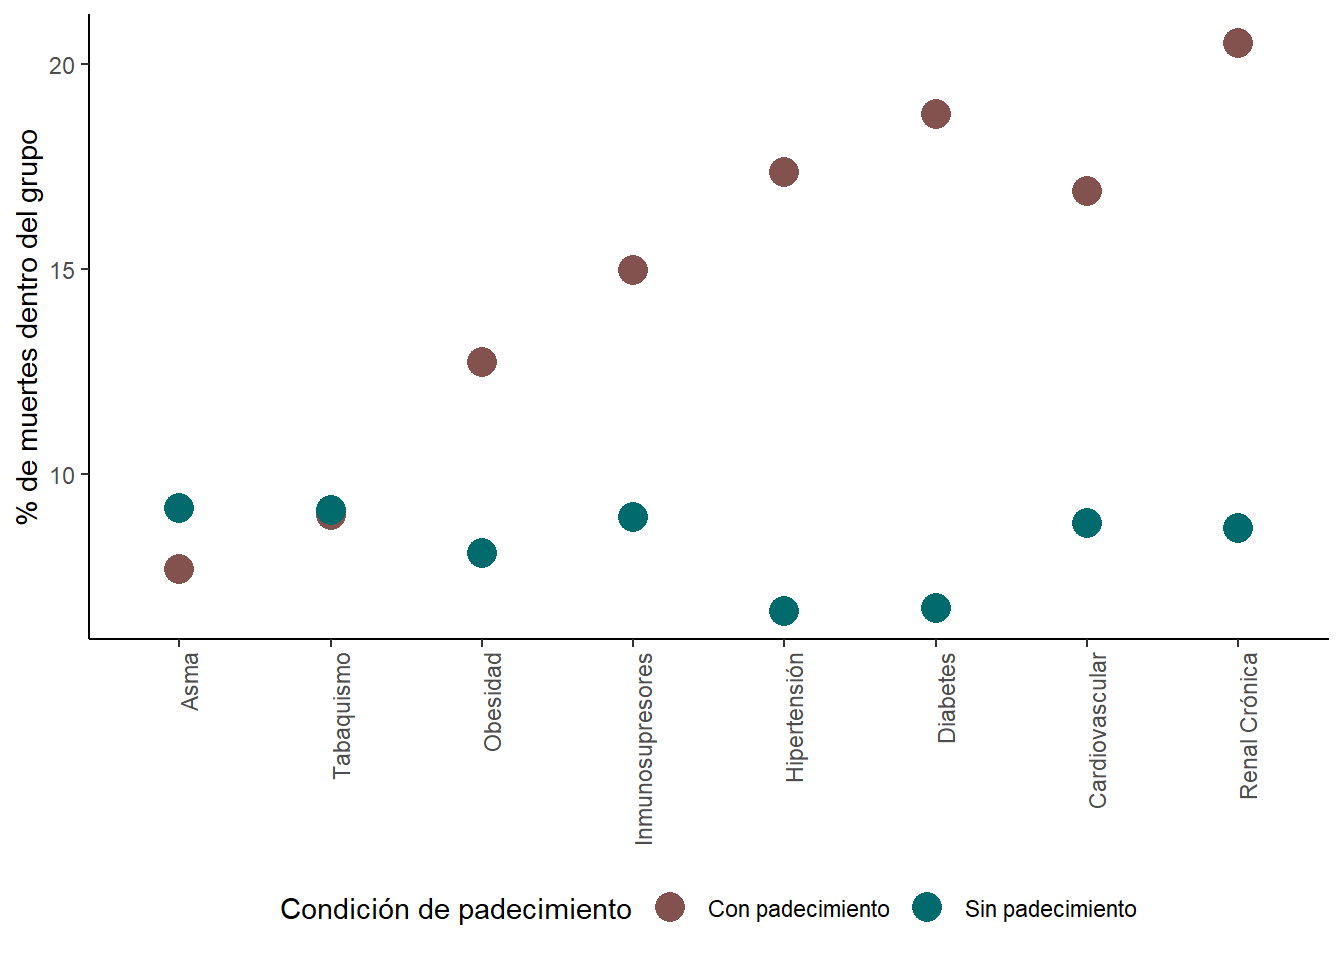 % de muertes dentro del grupo
20
15
10
Asma
Tabaquismo
Obesidad
Inmunosupresores
Hipertensión
Diabetes
Cardiovascular
Renal Crónica
Condición de padecimiento Con padecimiento Sin padecimiento